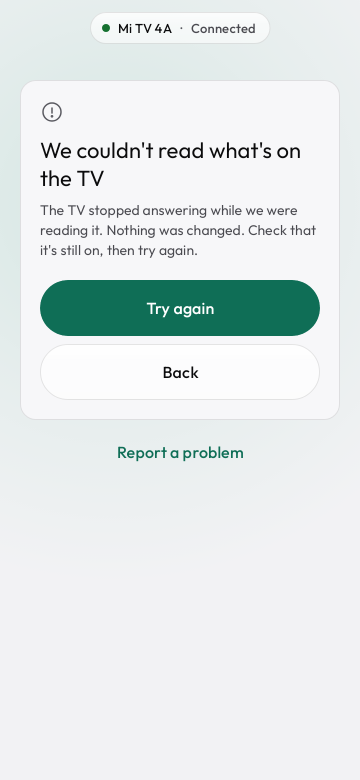 Mi TV 4A · Connected
We couldn't read what's on
the TV
The TV stopped answering while we were
reading it. Nothing was changed. Check that
it's still on, then try again.
Try again
Back
Report a problem